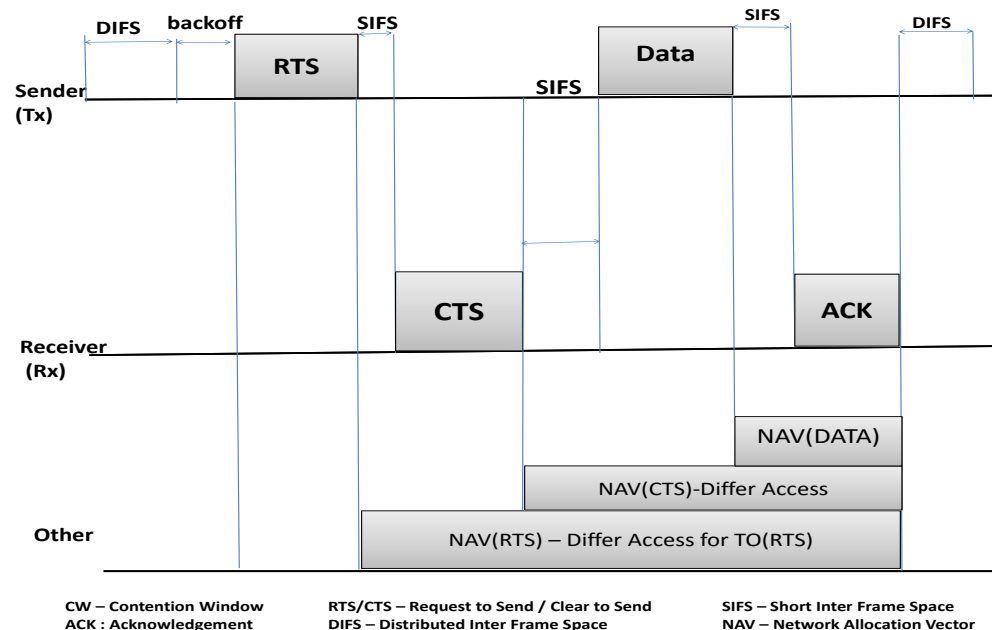 DIFS backoff SIFS SIFS DIFS
RTS Data
SIFS
Sender
(Tx)
CTS ACK
Receiver
(Rx)
NAV(DATA)
NAV(CTS)-Differ Access
Other
NAV(RTS) – Differ Access for TO(RTS)
CW – Contention Window RTS/CTS – Request to Send / Clear to Send SIFS – Short Inter Frame Space
ACK : Acknowledgement DIFS – Distributed Inter Frame Space NAV – Network Allocation Vector